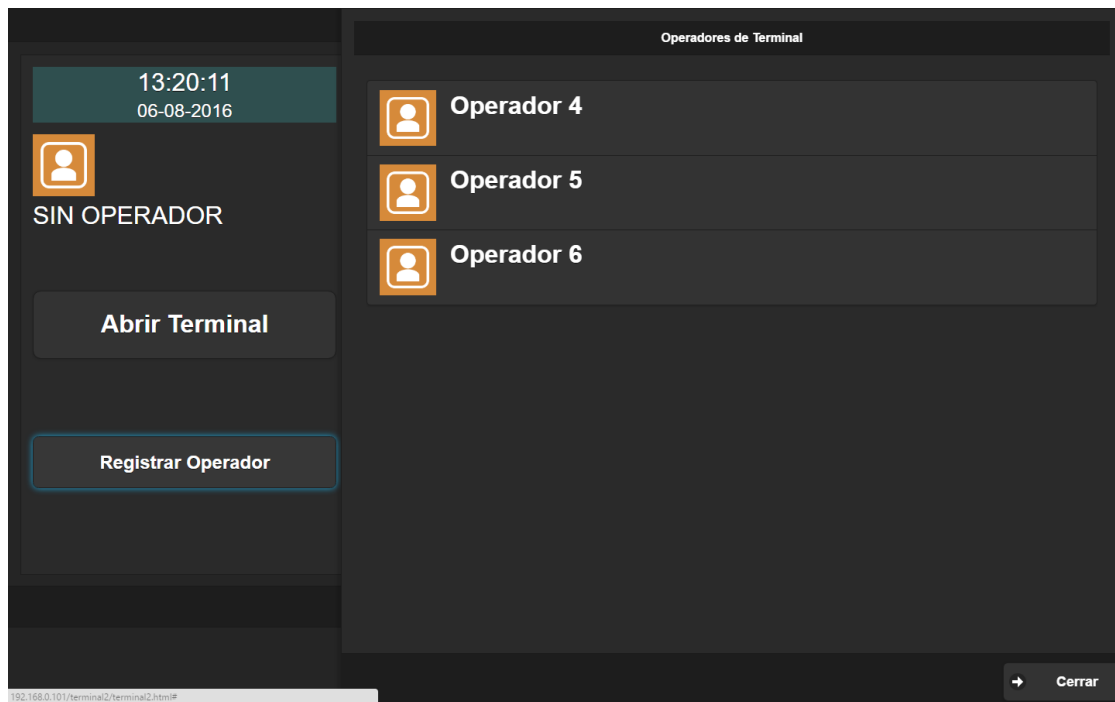 13:20:11
06-08-2016
SIN OPERADOR
Abrir Terminal
Registrar Operador
192.168.0.101/terminal2/terminal2.html#
Operadores de Terminal
Operador 4
Operador 5
Operador 6
Cerrar